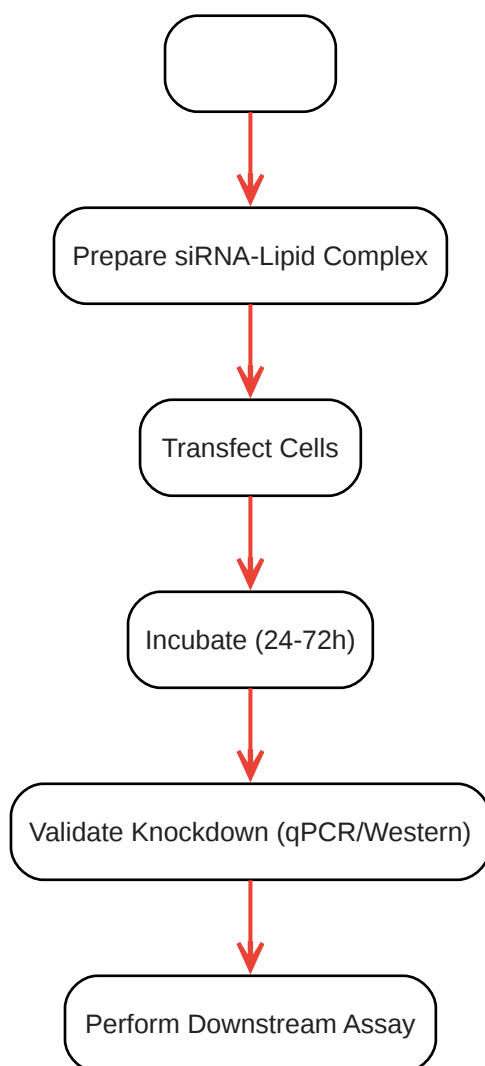 Prepare siRNA-Lipid Complex
Transfect Cells
Incubate (24-72h)
Validate Knockdown (qPCR/Western)
Perform Downstream Assay